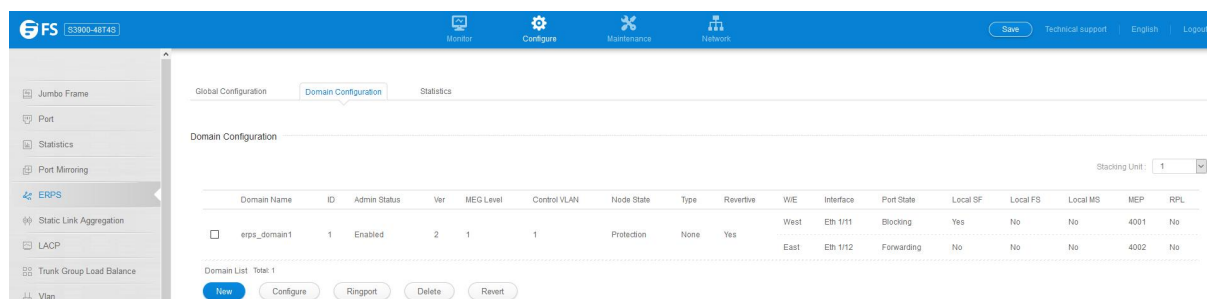 FS S3900-48T4S
Monitor Configure Maintenance Network
Save Technical support | English | Logout
Jumbo Frame
Port
Statistics
Port Mirroring
ERPS
Static Link Aggregation
LACP
Trunk Group Load Balance
Vlan
Global Configuration Domain Configuration Statistics
Domain Configuration
Stacking Unit : 1
Domain Name ID Admin Status Ver MEG Level Control VLAN Node State Type Revertive W/E Interface Port State Local SF Local FS Local MS MEP RPL
erps_domain1 1 Enabled 2 1 1 Protection None Yes
West Eth 1/11 Blocking Yes No No 4001 No
East Eth 1/12 Forwarding No No No 4002 No
Domain List Total: 1
New Configure Ringport Delete Revert